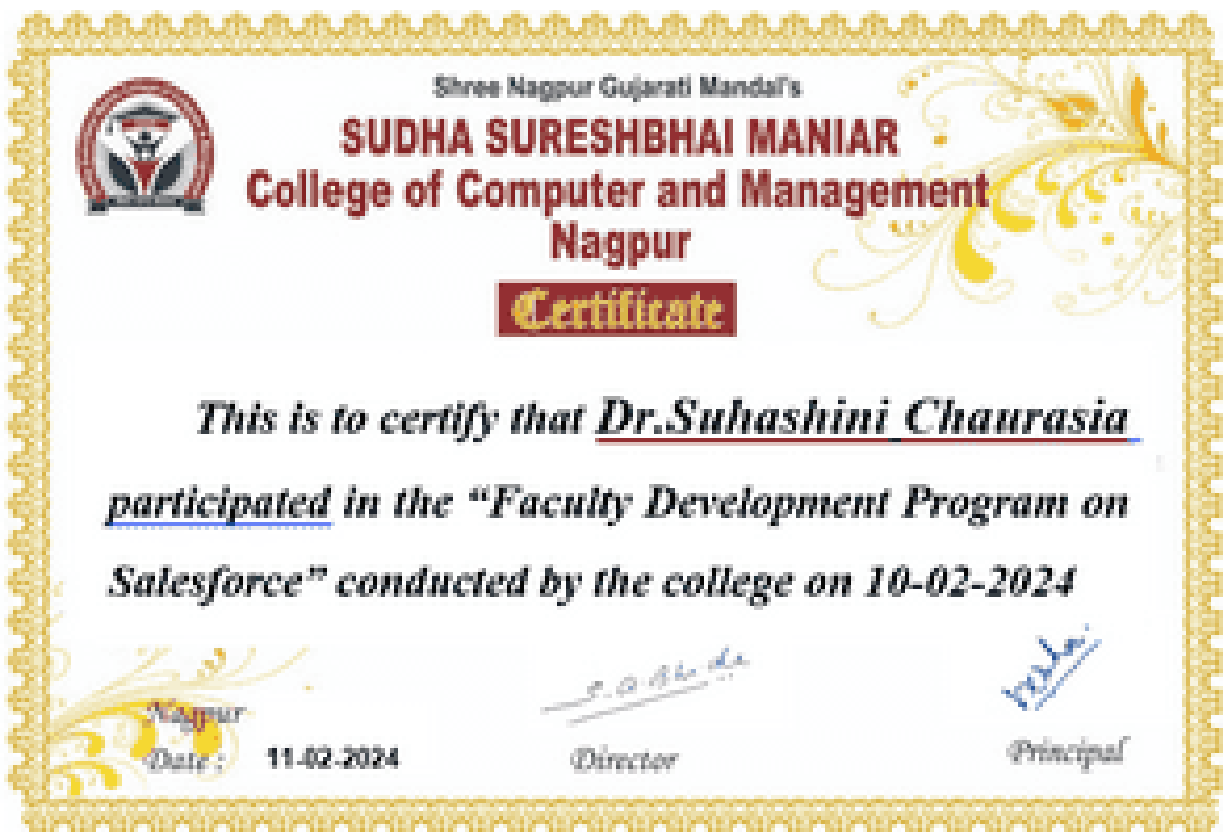 Shree Nagpur Gujarati Mandal's
SUDHA SURESHBHAI MANIAR
College of Computer and Management
Nagpur
Certificate
This is to certify that Dr.Suhashini Chaurasia
participated in the “Faculty Development Program on
Salesforce” conducted by the college on 10-02-2024
Nagpur
Date : 11-02-2024
Director
Principal